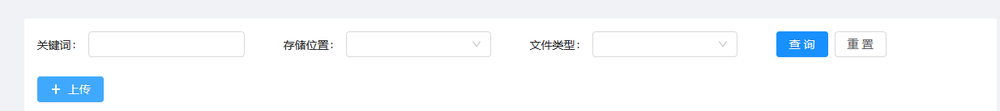 关键词： 存储位置： 文件类型： 查 询 重 置
+ 上传